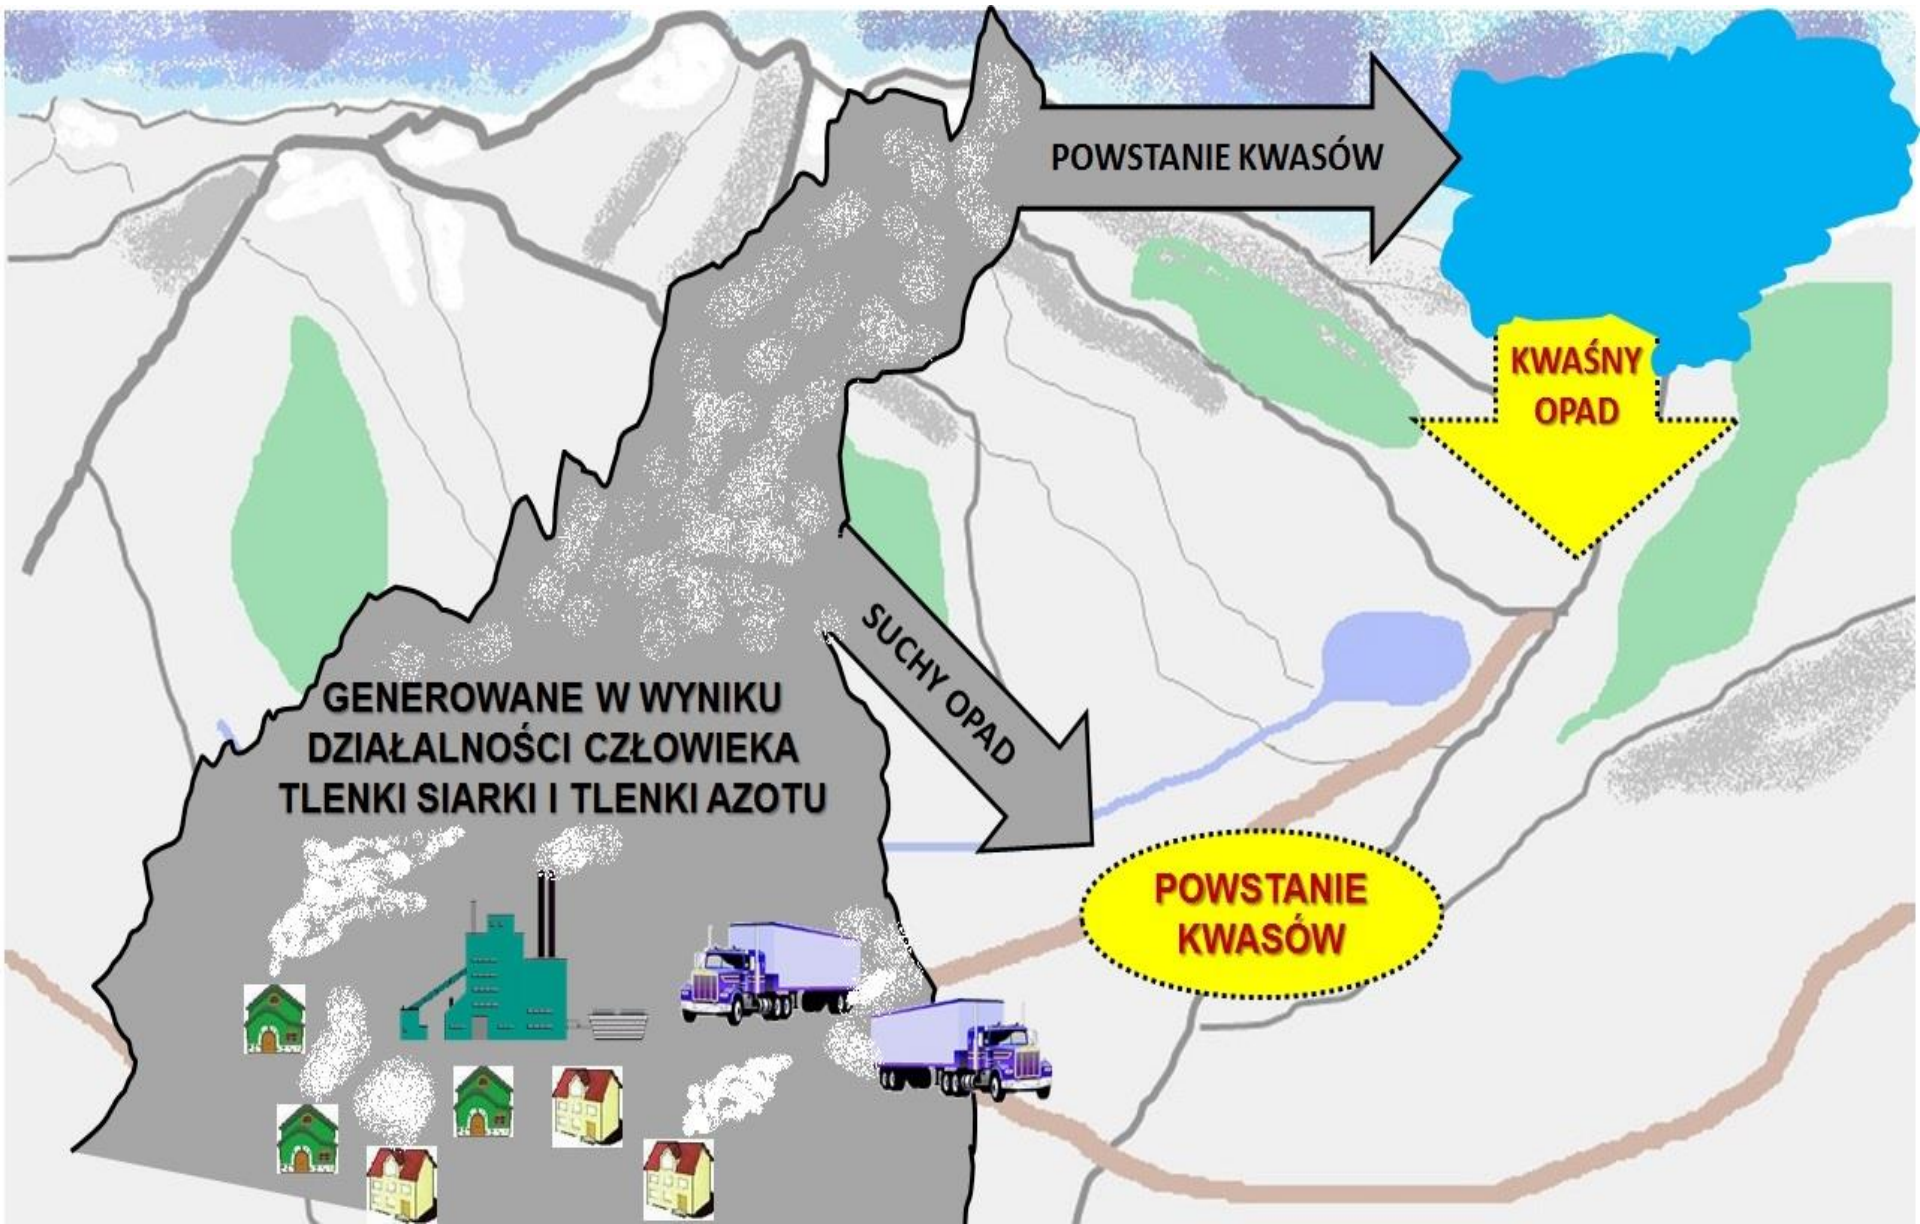 POWSTANIE KWASÓW
KWAŚNY
OPAD
SUCHY OPAD
GENEROWANE W WYNIKU
DZIAŁALNOŚCI CZŁOWIEKA
TLENKI SIARKI I TLENKI AZOTU
POWSTANIE
KWASÓW